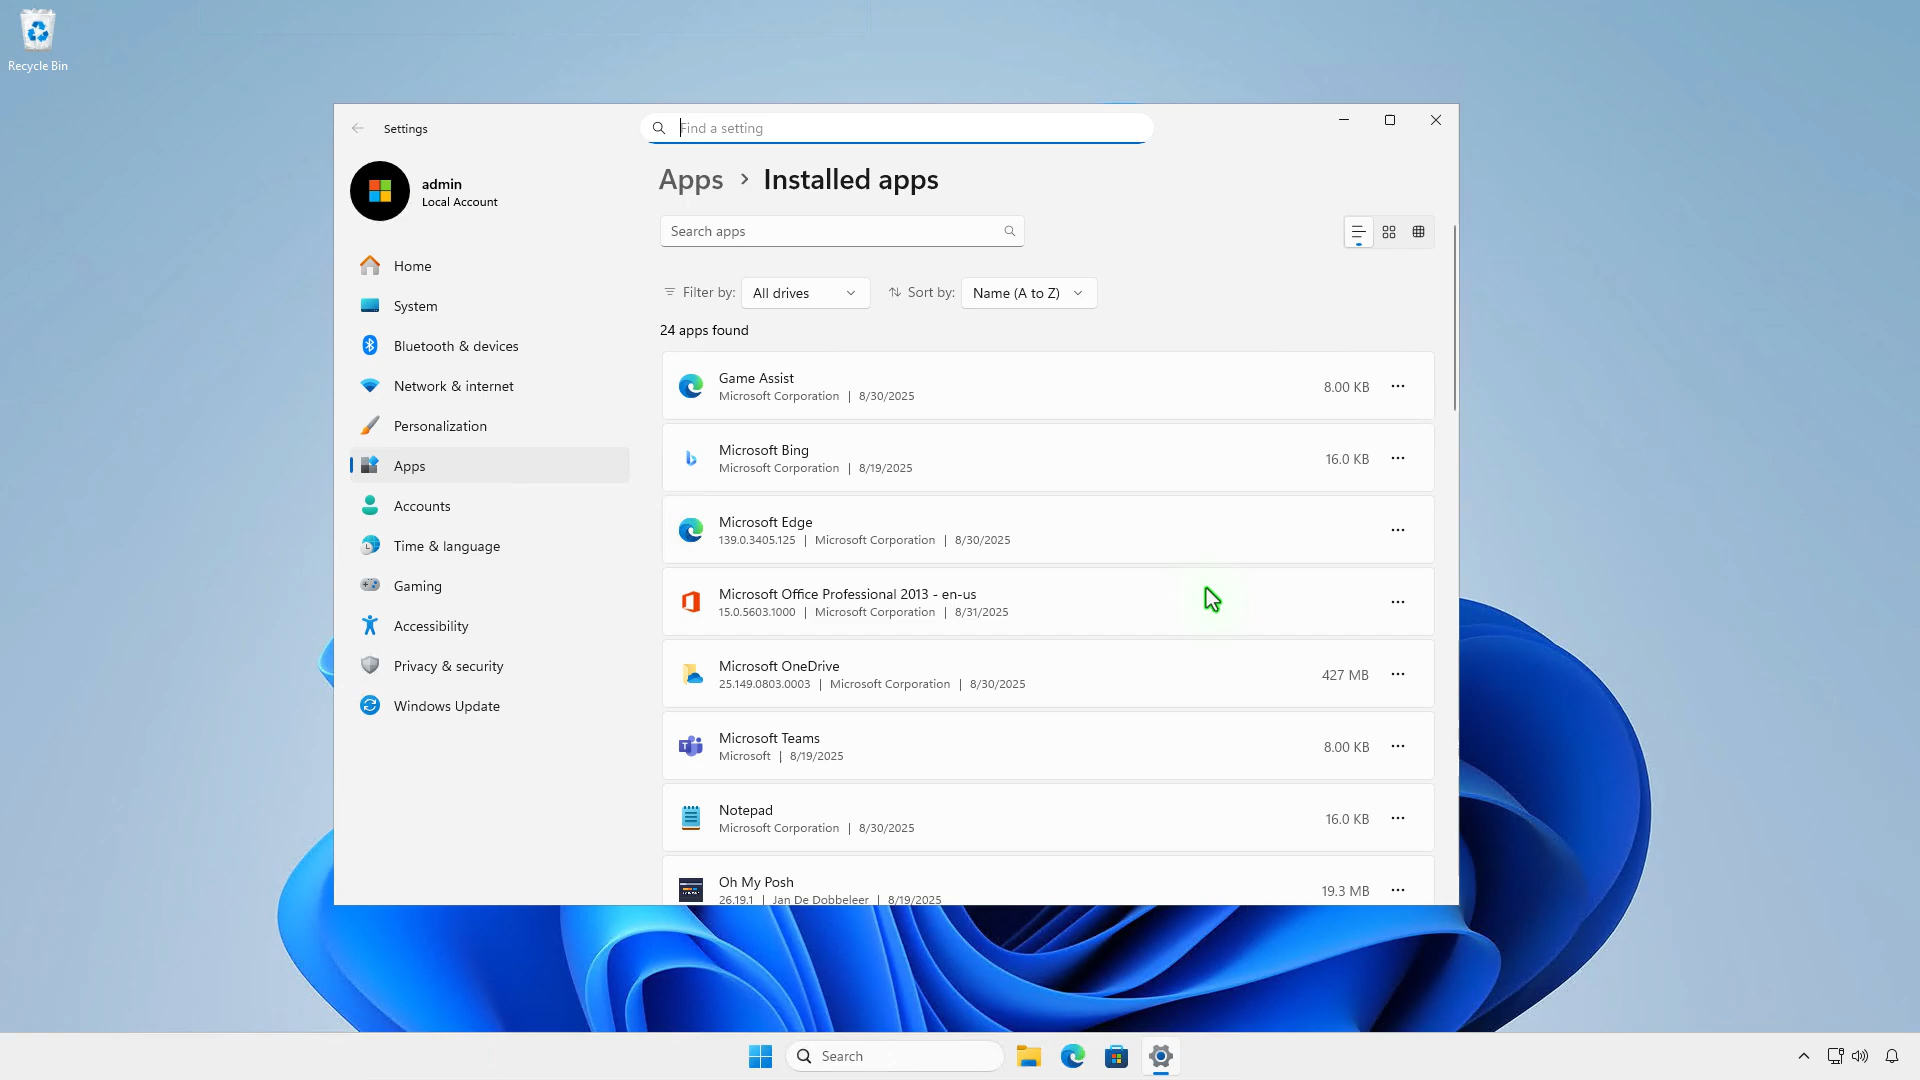 Recycle Bin
Settings
Find a setting
admin
Local Account
Home
System
Bluetooth & devices
Network & internet
Personalization
Apps
Accounts
Time & language
Gaming
Accessibility
Privacy & security
Windows Update
Apps > Installed apps
Search apps
Filter by: All drives Sort by: Name (A to Z)
24 apps found
Game Assist
Microsoft Corporation | 8/30/2025
8.00 KB
Microsoft Bing
Microsoft Corporation | 8/19/2025
16.0 KB
Microsoft Edge
139.0.3405.125 | Microsoft Corporation | 8/30/2025
Microsoft Office Professional 2013 - en-us
15.0.5603.1000 | Microsoft Corporation | 8/31/2025
Microsoft OneDrive
25.149.0803.0003 | Microsoft Corporation | 8/30/2025
427 MB
Microsoft Teams
Microsoft | 8/19/2025
8.00 KB
Notepad
Microsoft Corporation | 8/30/2025
16.0 KB
Oh My Posh
26.19.1 | Jan De Dobbeleer | 8/19/2025
19.3 MB
Search